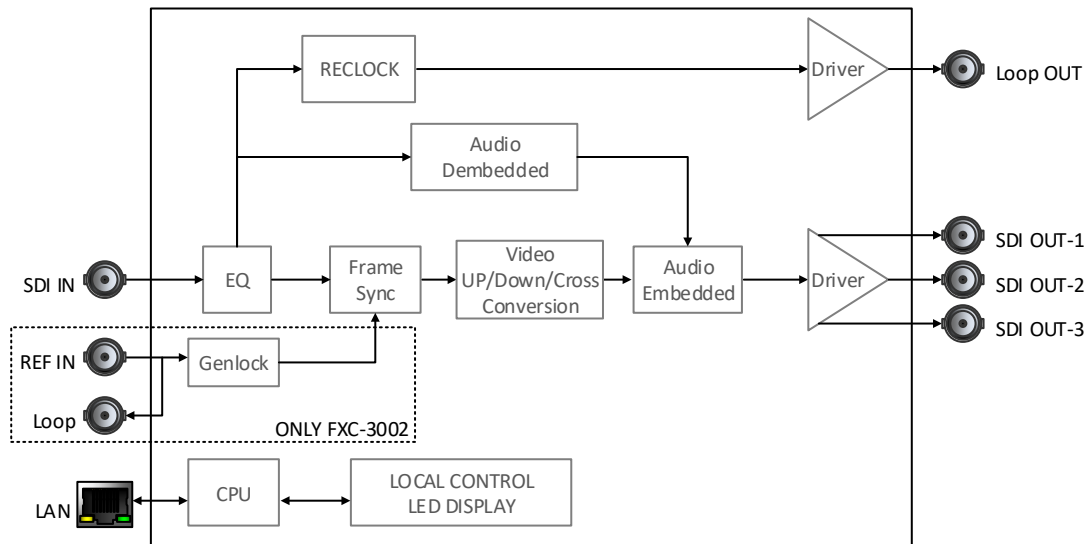 RECLOCK
Driver
Loop OUT
Audio
Dembedded
SDI OUT-1
SDI IN
EQ
Frame
Sync
Video
UP/Down/Cross
Conversion
Audio
Embedded
Driver
SDI OUT-2
SDI OUT-3
REF IN
Genlock
Loop
ONLY FXC-3002
LAN
CPU
LOCAL CONTROL
LED DISPLAY